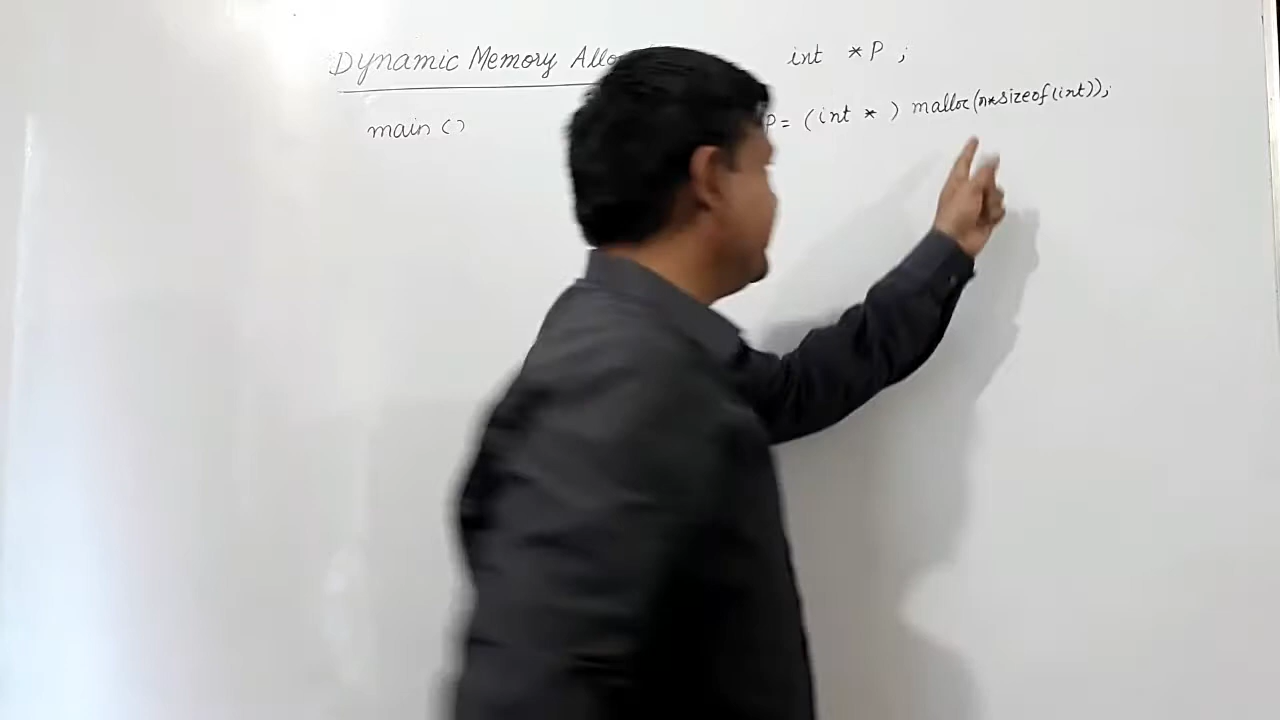 Dynamic Memory Allo
main ()
int *P ;
P = (int * ) malloc(n*sizeof(int));